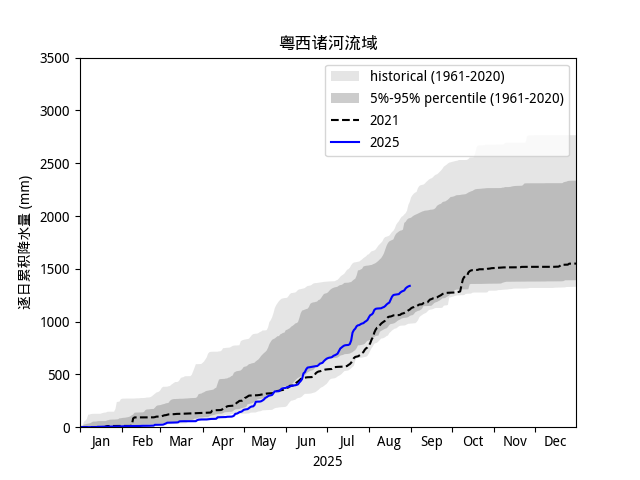 粤西诸河流域
historical (1961-2020)
5%-95% percentile (1961-2020)
2021
2025
逐日累积降水量 (mm)
3500
3000
2500
2000
1500
1000
500
0
Jan Feb Mar Apr May Jun Jul Aug Sep Oct Nov Dec
2025